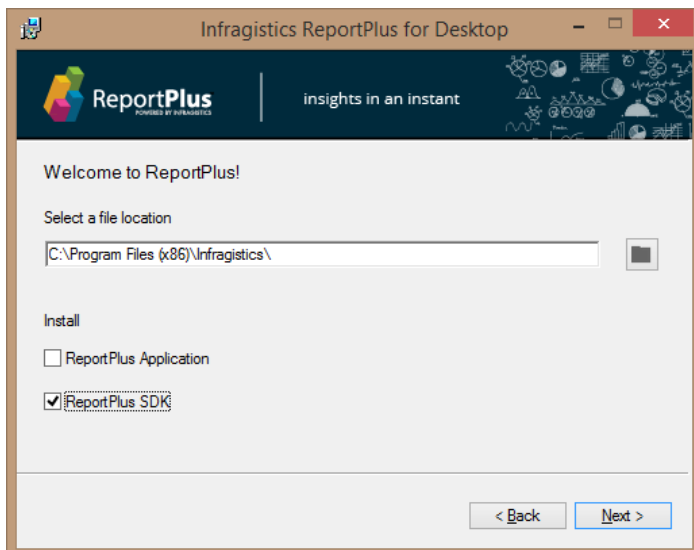 Infragistics ReportPlus for Desktop
ReportPlus
POWERED BY INFRAGISTICS
insights in an instant
Welcome to ReportPlus!
Select a file location
C:\Program Files (x86)\Infragistics\
Install
ReportPlus Application
ReportPlus SDK
< Back
Next >